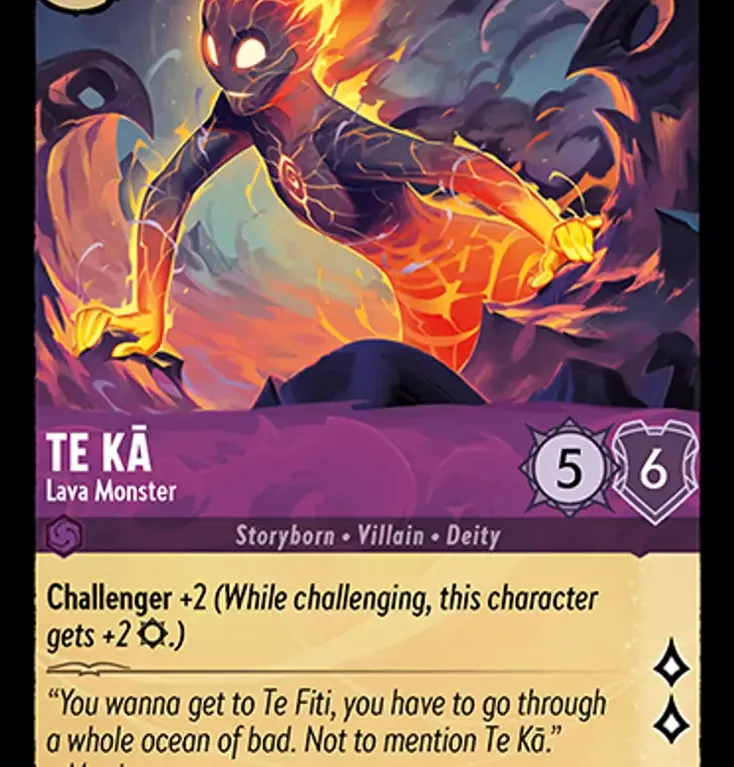 TE KĀ
5
6
Lava Monster
Storyborn • Villain • Deity
Challenger +2 (While challenging, this character
gets +2 .)
“You wanna get to Te Fiti, you have to go through
a whole ocean of bad. Not to mention Te Kā.”